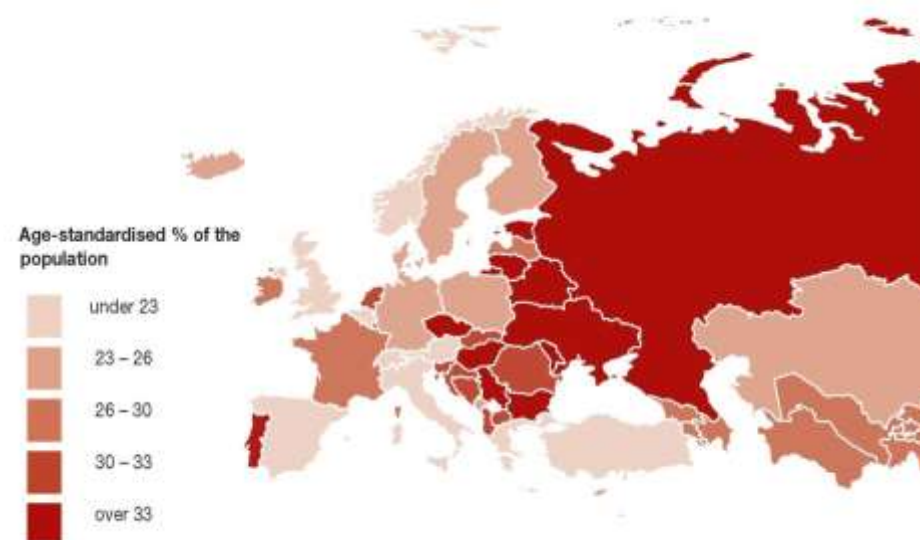 Age-standardised % of the
population
under 23
23 – 26
26 – 30
30 – 33
over 33